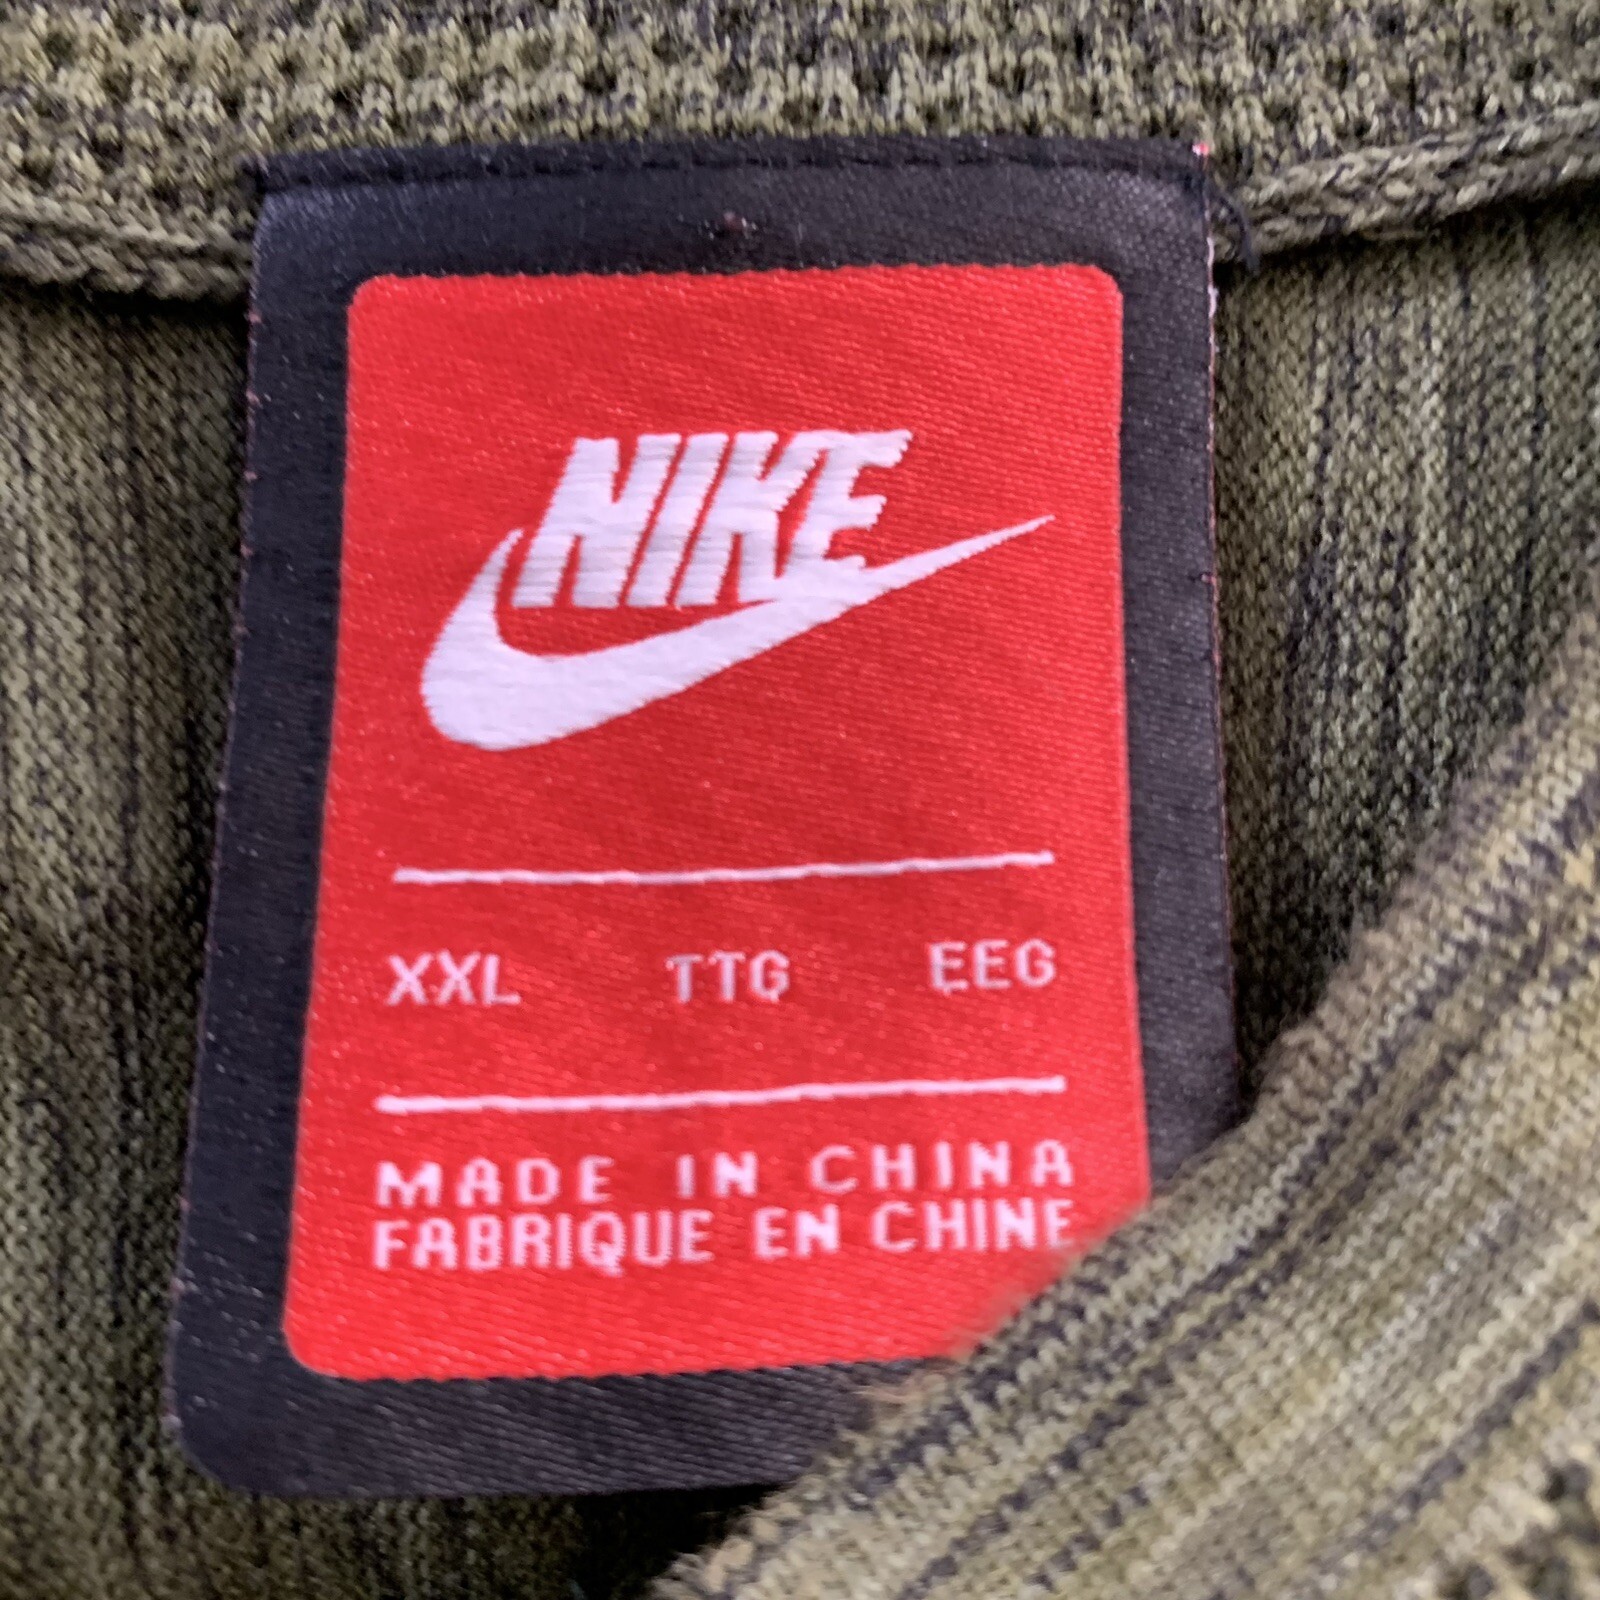 NIKE
XXL TTG EEG
MADE IN CHINA
FABRIQUE EN CHINE